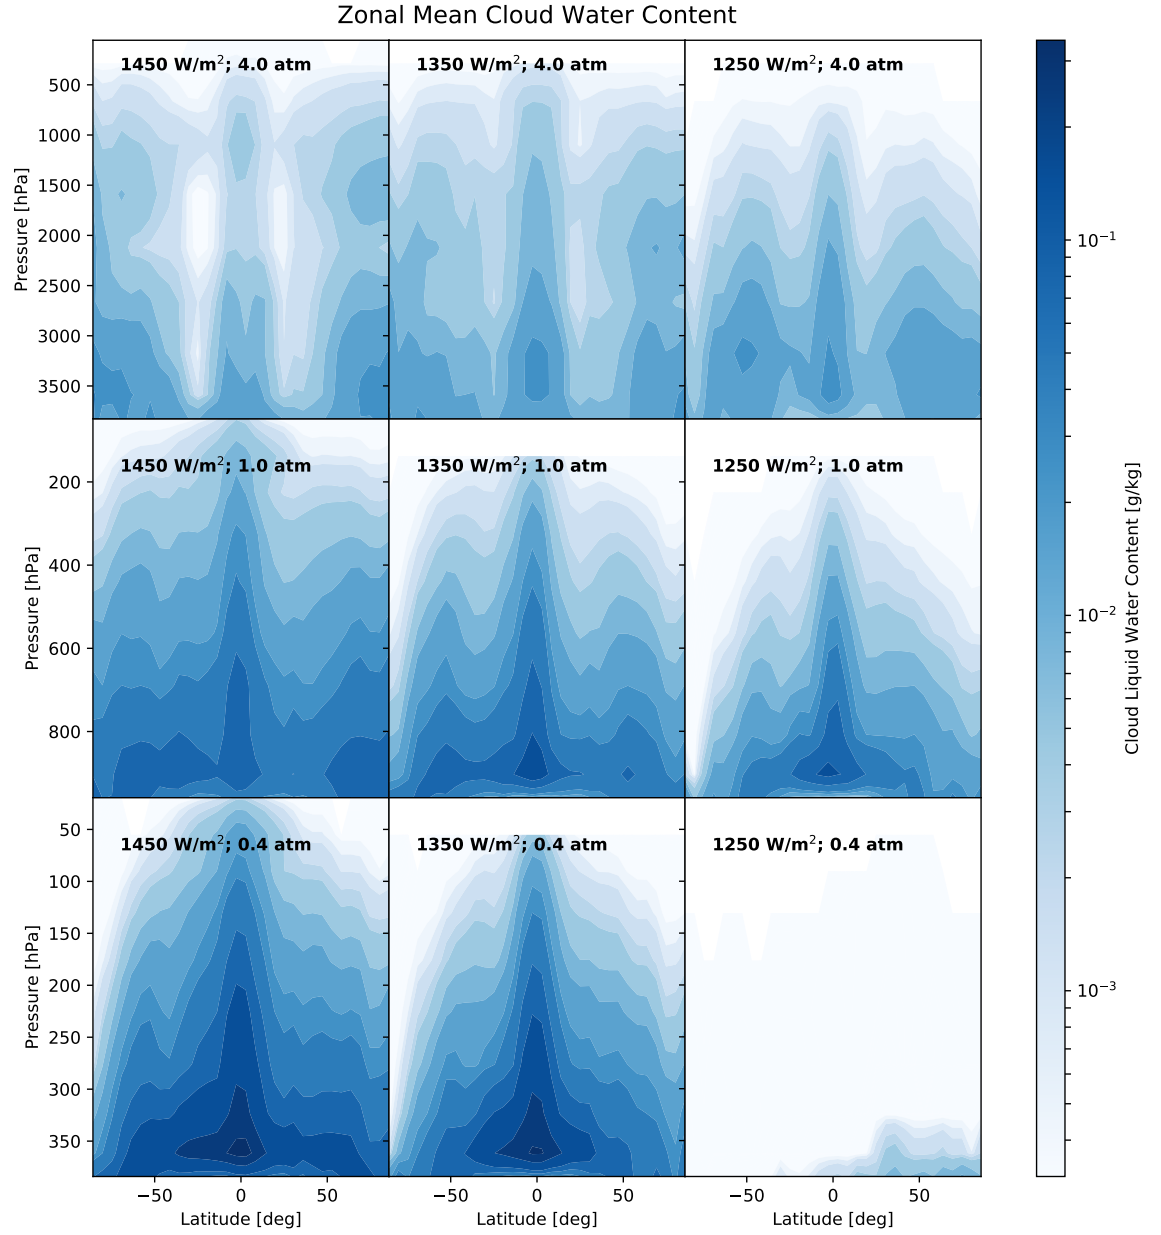 Zonal Mean Cloud Water Content
1450 W/m²; 4.0 atm
1350 W/m²; 4.0 atm
1250 W/m²; 4.0 atm
500
1000
1500
2000
2500
3000
3500
Pressure [hPa]
1450 W/m²; 1.0 atm
1350 W/m²; 1.0 atm
1250 W/m²; 1.0 atm
200
400
600
800
Pressure [hPa]
1450 W/m²; 0.4 atm
1350 W/m²; 0.4 atm
1250 W/m²; 0.4 atm
50
100
150
200
250
300
350
Pressure [hPa]
−50 0 50
−50 0 50
−50 0 50
Latitude [deg]
Latitude [deg]
Latitude [deg]
10⁻¹
10⁻²
10⁻³
Cloud Liquid Water Content [g/kg]